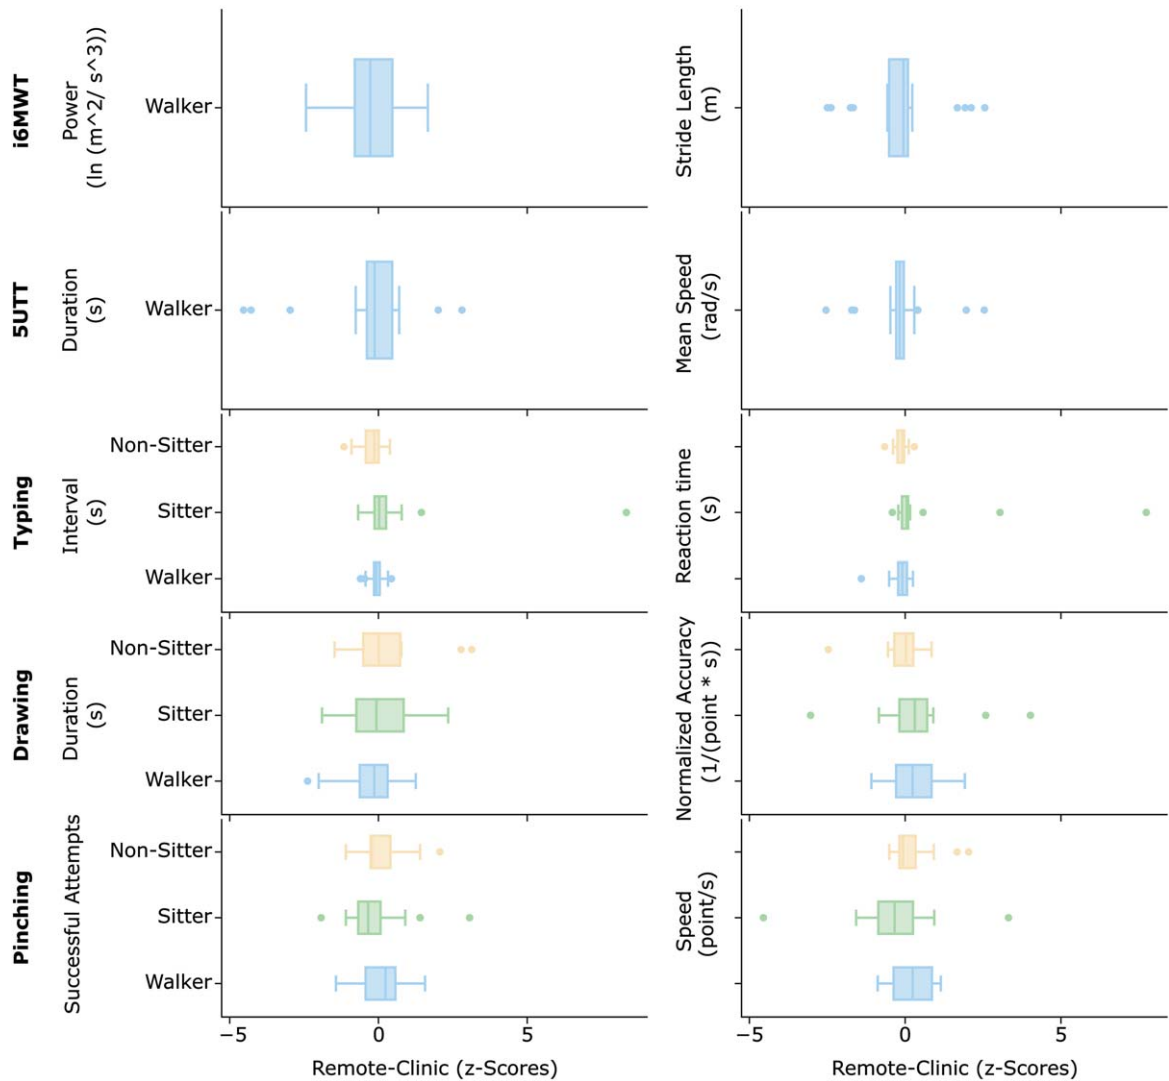 i6MWT
Power
(ln (m^2/ s^3))
Walker
Stride Length
(m)
5UTT
Duration
(s)
Walker
Mean Speed
(rad/s)
Typing
Interval
(s)
Non-Sitter
Sitter
Walker
Reaction time
(s)
Drawing
Duration
(s)
Non-Sitter
Sitter
Walker
Normalized Accuracy
(1/(point * s))
Pinching
Successful Attempts
Non-Sitter
Sitter
Walker
Speed
(point/s)
−5 0 5
−5 0 5
Remote-Clinic (z-Scores)
Remote-Clinic (z-Scores)